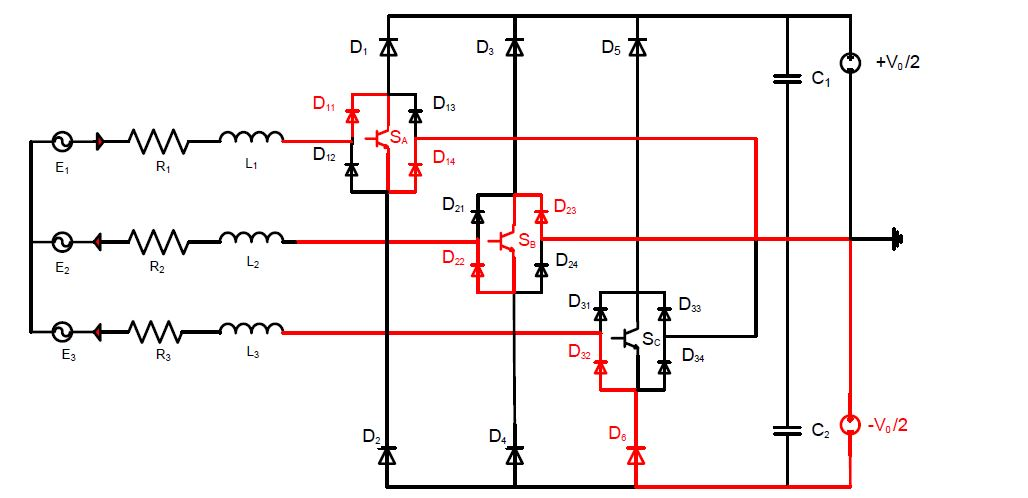 D1
D3
D5
+V0/2
C1
D11
D13
SA
D12
D14
E1
R1
L1
D21
D23
SB
D22
D24
E2
R2
L2
D31
D33
SC
D32
D34
E3
R3
L3
D2
D4
D6
C2
-V0/2